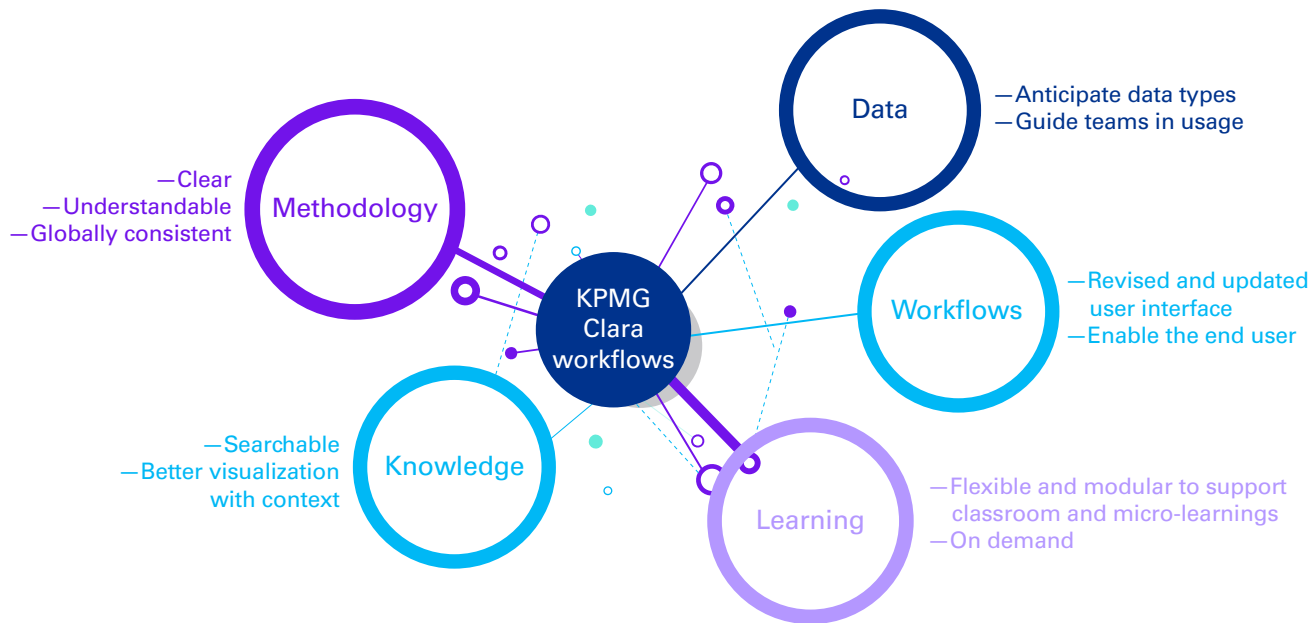 Data
—Anticipate data types
—Guide teams in usage
—Clear
—Understandable
—Globally consistent
Methodology
KPMG
Clara
workflows
Workflows
—Revised and updated
user interface
—Enable the end user
—Searchable
—Better visualization
with context
Knowledge
Learning
—Flexible and modular to support
classroom and micro-learnings
—On demand